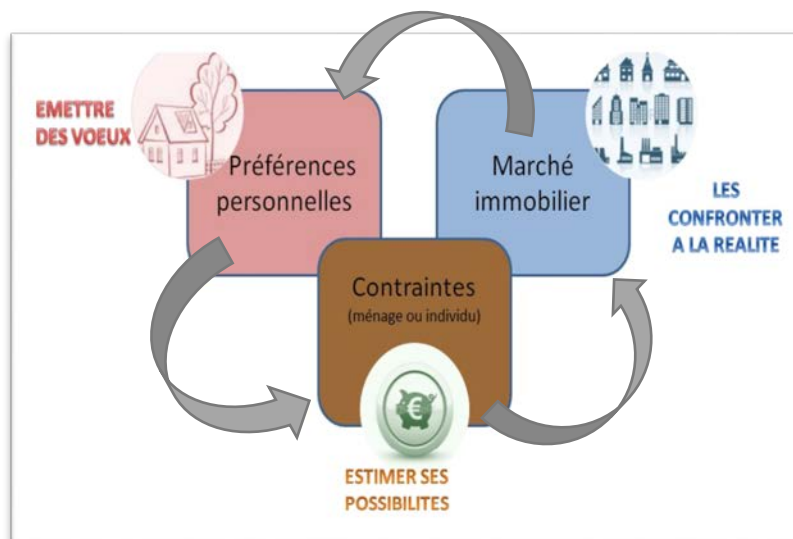 EMETTRE
DES VOEUX
Préférences
personnelles
Marché
immobilier
LES
CONFRONTER
A LA REALITE
Contraintes
(ménage ou individu)
€
ESTIMER SES
POSSIBILITES